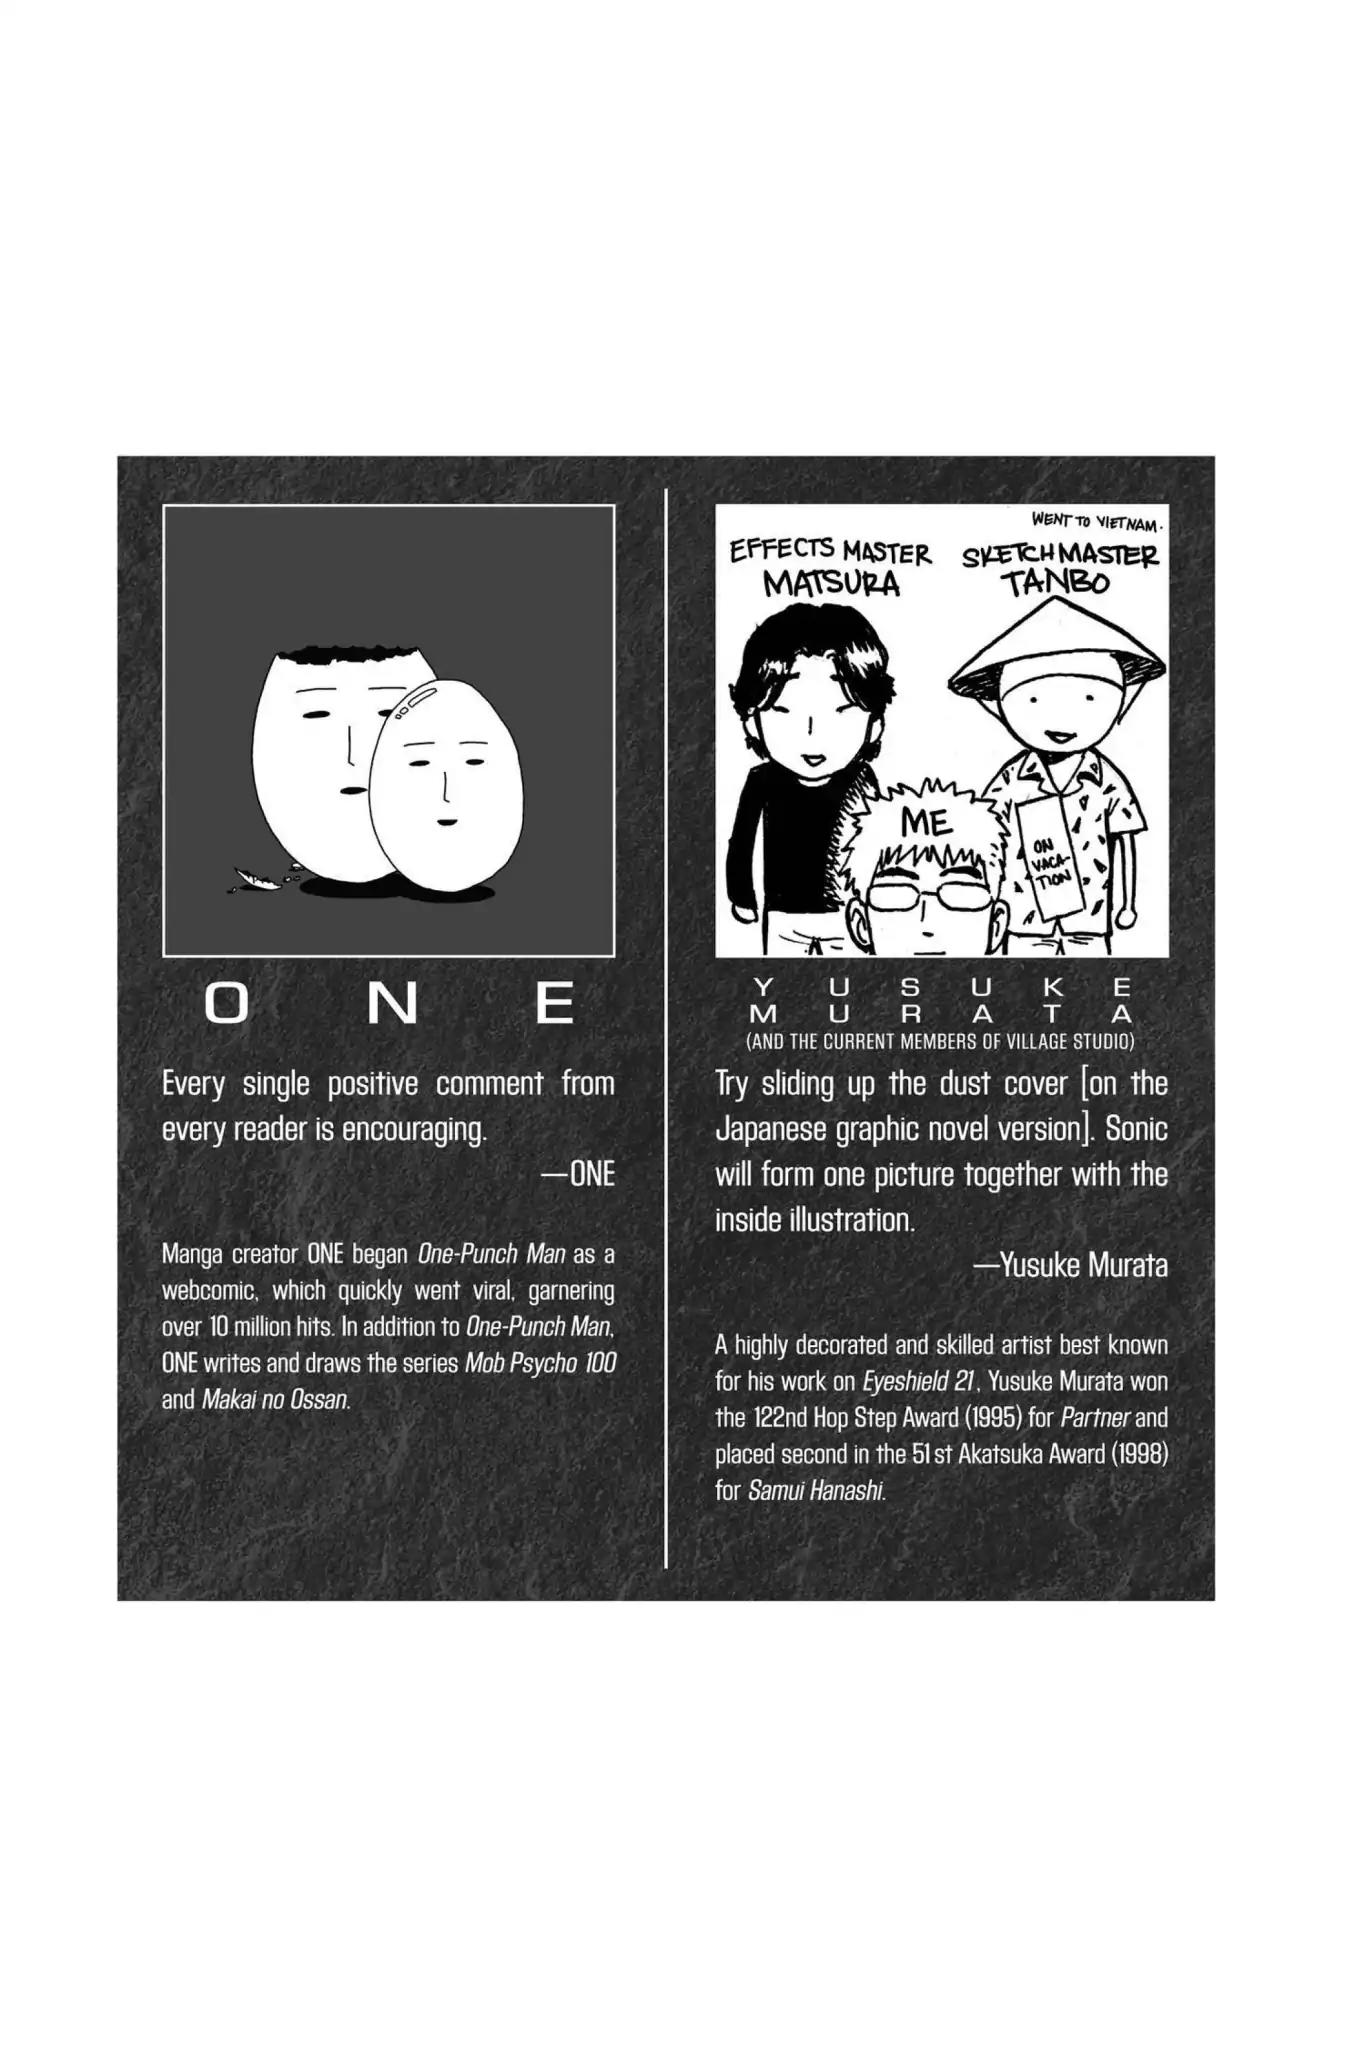 O N E
Every single positive comment from
every reader is encouraging.
—ONE
Manga creator ONE began One-Punch Man as a
webcomic, which quickly went viral, garnering
over 10 million hits. In addition to One-Punch Man,
ONE writes and draws the series Mob Psycho 100
and Makai no Ossan.
WENT TO VIETNAM.
EFFECTS MASTER
MATSURA
SKETCH MASTER
TANBO
ME
ON
VACA-
TION
YUSUKE
MURATA
(AND THE CURRENT MEMBERS OF VILLAGE STUDIO)
Try sliding up the dust cover [on the
Japanese graphic novel version]. Sonic
will form one picture together with the
inside illustration.
—Yusuke Murata
A highly decorated and skilled artist best known
for his work on Eyeshield 21, Yusuke Murata won
the 122nd Hop Step Award (1995) for Partner and
placed second in the 51st Akatsuka Award (1998)
for Samui Hanashi.